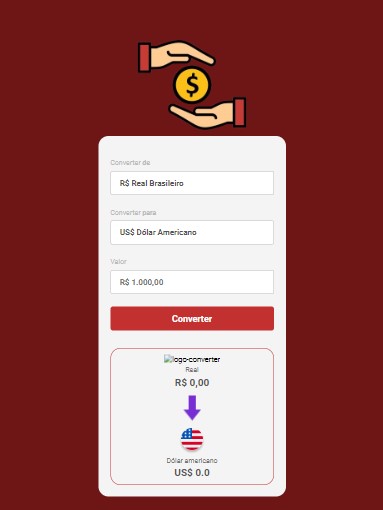 $
Converter de
R$ Real Brasileiro
Converter para
US$ Dólar Americano
Valor
R$ 1.000,00
Converter
logo-converter
Real
R$ 0,00
Dólar americano
US$ 0.0